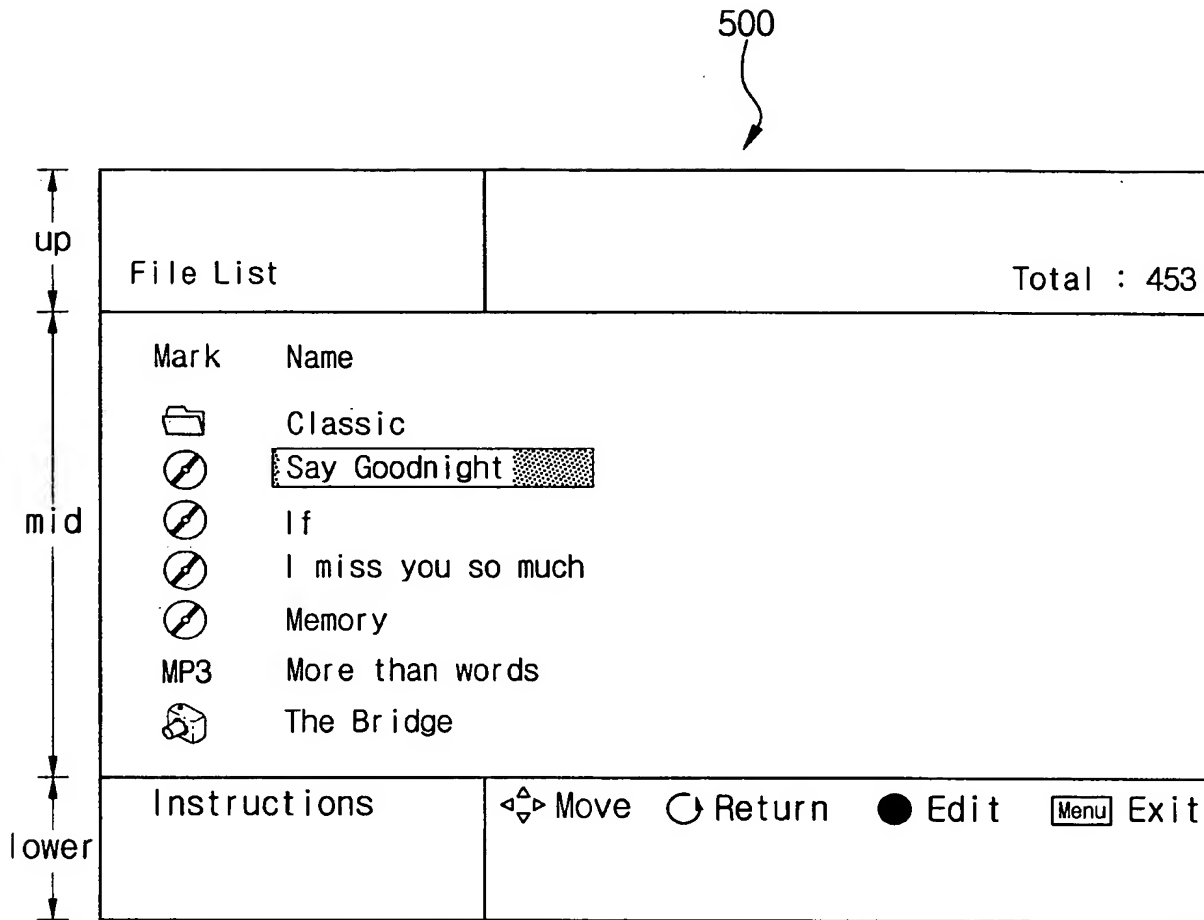 500
up
File List
Total : 453
Mark Name
Classic
Say Goodnight
mid
If
I miss you so much
Memory
MP3 More than words
The Bridge
Instructions Move Return Edit Menu Exit
lower